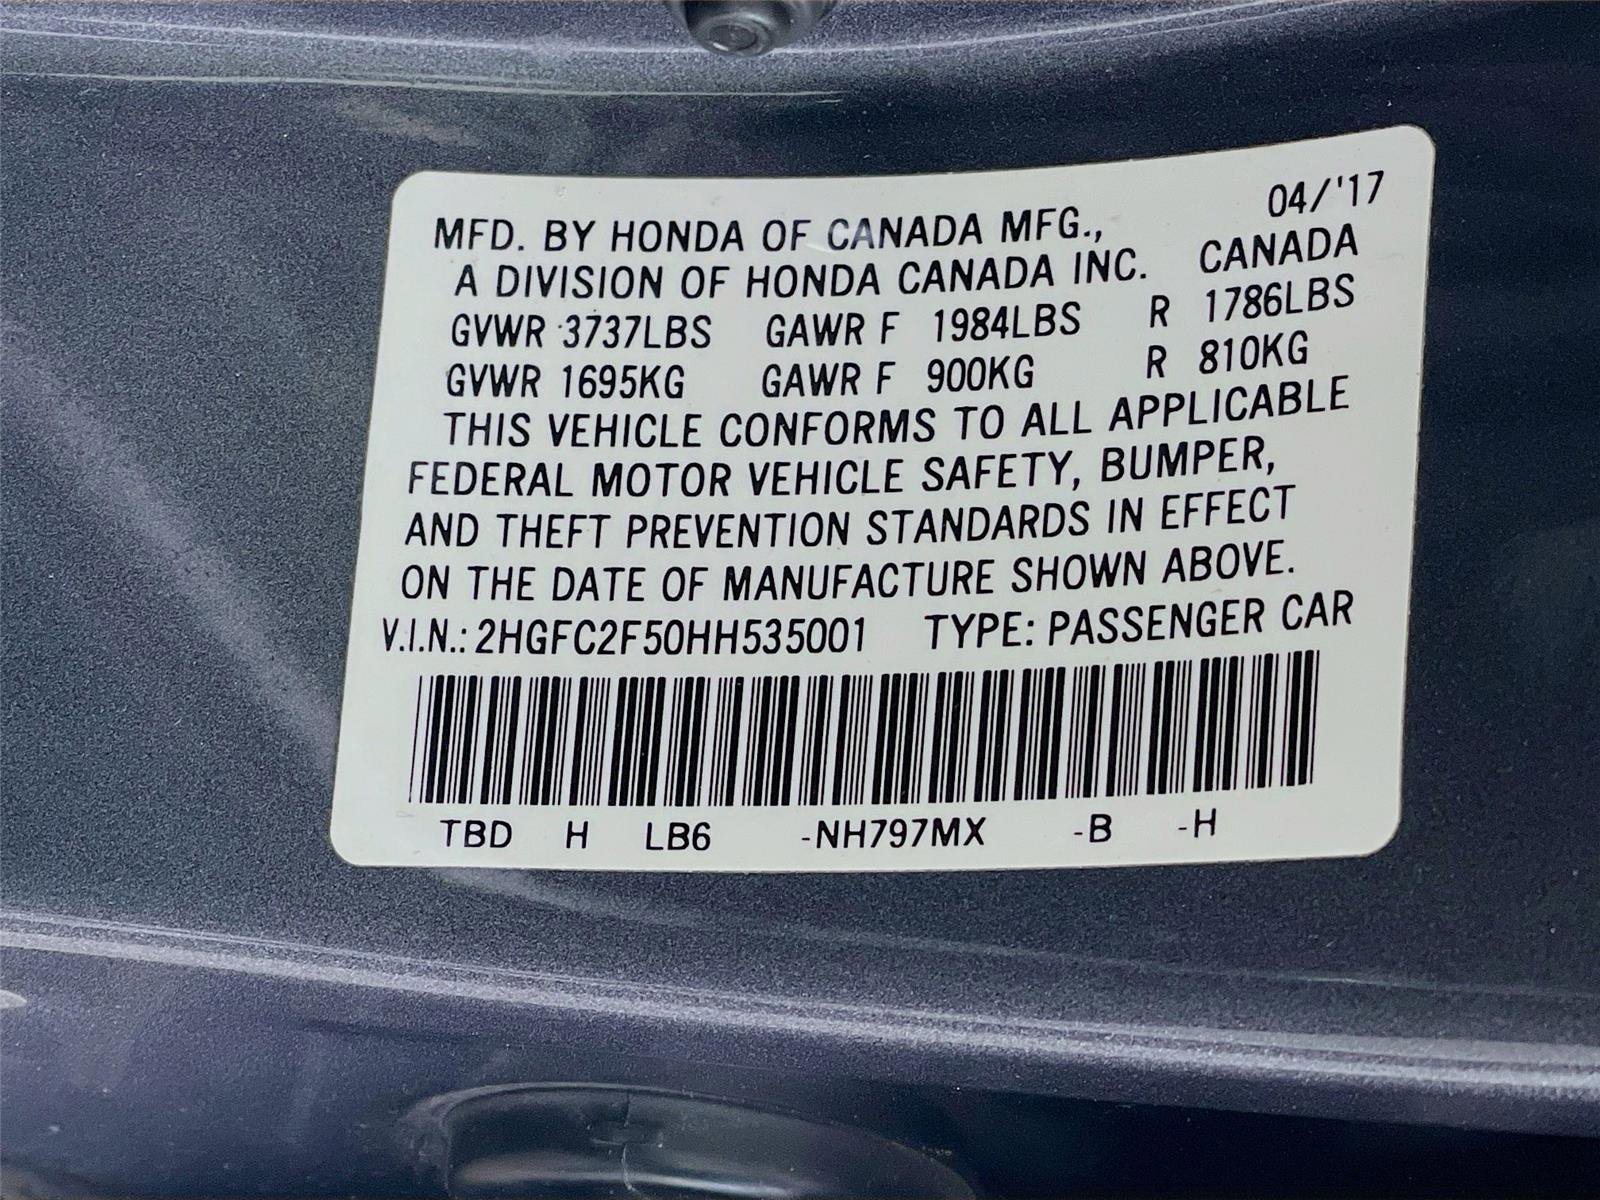 04/'17
MFD. BY HONDA OF CANADA MFG.,
A DIVISION OF HONDA CANADA INC. CANADA
GVWR 3737LBS GAWR F 1984LBS R 1786LBS
GVWR 1695KG GAWR F 900KG R 810KG
THIS VEHICLE CONFORMS TO ALL APPLICABLE
FEDERAL MOTOR VEHICLE SAFETY, BUMPER,
AND THEFT PREVENTION STANDARDS IN EFFECT
ON THE DATE OF MANUFACTURE SHOWN ABOVE.
V.I.N.: 2HGFC2F50HH535001 TYPE: PASSENGER CAR
TBD H LB6 -NH797MX -B -H